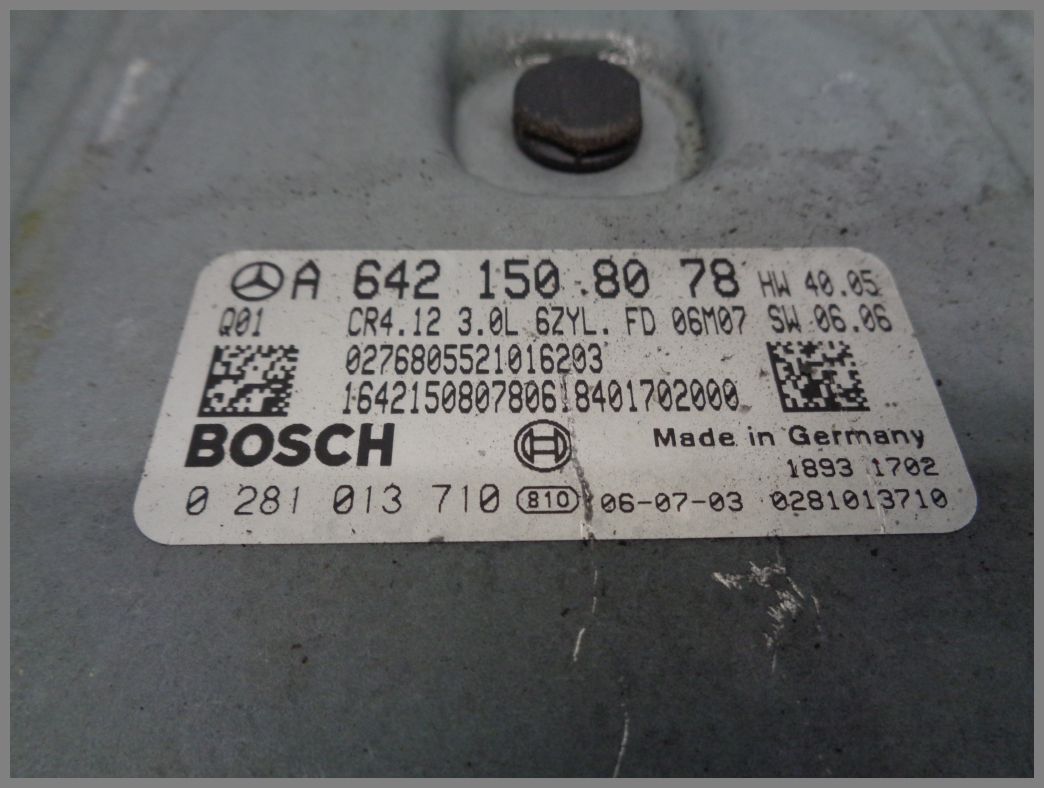 A 642 150 80 78 HW 40.05
Q01 CR4.12 3.0L 6ZYL. FD 06M07 SW 06.06
0276805521016203
164215080780618401702000
BOSCH Made in Germany
1893 1702
0 281 013 710 810 06-07-03 0281013710